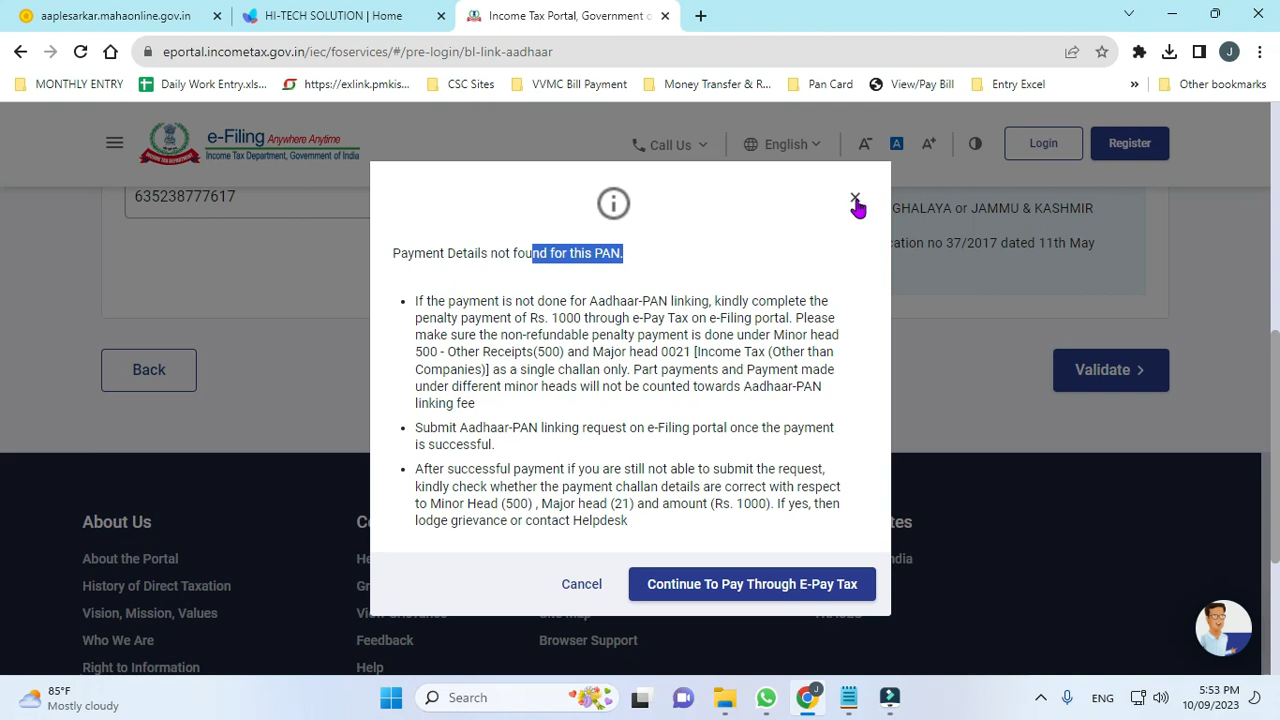 aaplesarkar.mahaonline.gov.in
HI-TECH SOLUTION | Home
Income Tax Portal, Government o
eportal.incometax.gov.in/iec/foservices/#/pre-login/bl-link-aadhaar
J
MONTHLY ENTRY
Daily Work Entry.xls...
https://exlink.pmkis...
CSC Sites
VVMC Bill Payment
Money Transfer & Rec...
Pan Card
View/Pay Bill
Entry Excel
»
Other bookmarks
e-Filing Anywhere Anytime
Income Tax Department, Government of India
Call Us
English
A-
A
A+
Login
Register
635238777617
GHALAYA or JAMMU & KASHMIR
cation no 37/2017 dated 11th May
Payment Details not found for this PAN.
• If the payment is not done for Aadhaar-PAN linking, kindly complete the
penalty payment of Rs. 1000 through e-Pay Tax on e-Filing portal. Please
make sure the non-refundable penalty payment is done under Minor head
500 - Other Receipts(500) and Major head 0021 [Income Tax (Other than
Companies)] as a single challan only. Part payments and Payment made
under different minor heads will not be counted towards Aadhaar-PAN
linking fee
• Submit Aadhaar-PAN linking request on e-Filing portal once the payment
is successful.
• After successful payment if you are still not able to submit the request,
kindly check whether the payment challan details are correct with respect
to Minor Head (500) , Major head (21) and amount (Rs. 1000). If yes, then
lodge grievance or contact Helpdesk
Cancel
Continue To Pay Through E-Pay Tax
Back
Validate
About Us
About the Portal
History of Direct Taxation
Vision, Mission, Values
Who We Are
Right to Information
Feedback
Help
Site Map
Browser Support
ndia
85°F
Mostly cloudy
Search
J
ENG
5:53 PM
10/09/2023